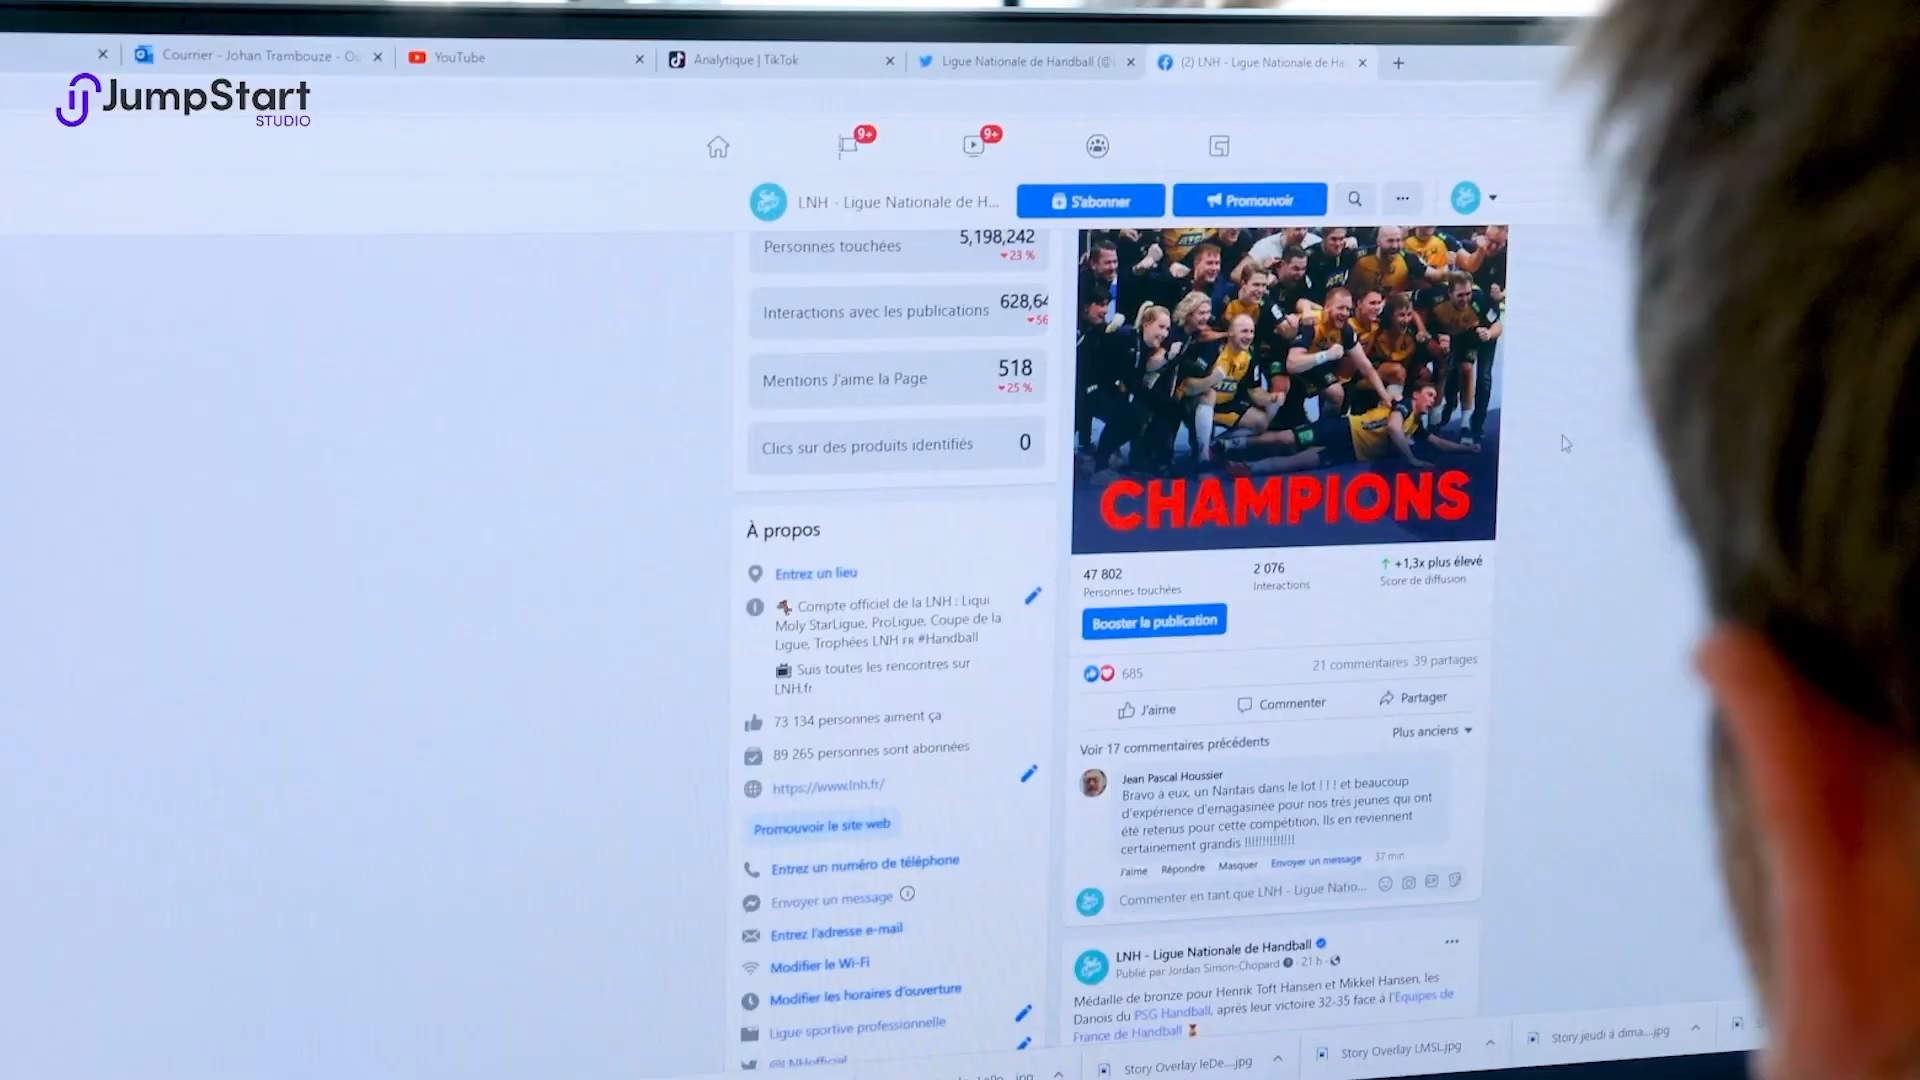 Courrier - Johan Trambouze - Ou
YouTube
Analytique | TikTok
Ligue Nationale de Handball (@
(2) LNH - Ligue Nationale de Ha
JumpStart
STUDIO
9+
9+
LNH - Ligue Nationale de H...
S'abonner
Promouvoir
Personnes touchées
5,198,242
23 %
Interactions avec les publications
628,64
56
Mentions J'aime la Page
518
25 %
Clics sur des produits identifiés
0
À propos
Entrez un lieu
Compte officiel de la LNH : Liqui
Moly StarLigue, ProLigue, Coupe de la
Ligue, Trophées LNH FR #Handball
Suis toutes les rencontres sur
LNH.fr
73 134 personnes aiment ça
89 265 personnes sont abonnées
https://www.lnh.fr/
Promouvoir le site web
Entrez un numéro de téléphone
Envoyer un message
Entrez l'adresse e-mail
Modifier le Wi-Fi
Modifier les horaires d'ouverture
Ligue sportive professionnelle
@LNHofficial
CHAMPIONS
47 802
Personnes touchées
2 076
Interactions
+1,3x plus élevé
Score de diffusion
Booster la publication
685
21 commentaires 39 partages
J'aime
Commenter
Partager
Plus anciens
Voir 17 commentaires précédents
Jean Pascal Houssier
Bravo à eux, un Nantais dans le lot ! ! ! et beaucoup
d'expérience d'emagasinée pour nos très jeunes qui ont
été retenus pour cette compétition, Ils en reviennent
certainement grandis !!!!!!!!!!!!!!
J'aime Répondre Masquer Envoyer un message 37 min
Commenter en tant que LNH - Ligue Natio...
LNH - Ligue Nationale de Handball
Publié par Jordan Simon-Chopard · 21 h ·
Médaille de bronze pour Henrik Toft Hansen et Mikkel Hansen, les
Danois du PSG Handball, après leur victoire 32-35 face à l'Equipes de
France de Handball
Story Overlay leDe....jpg
Story Overlay LMSL.jpg
Story jeudi à dima....jpg